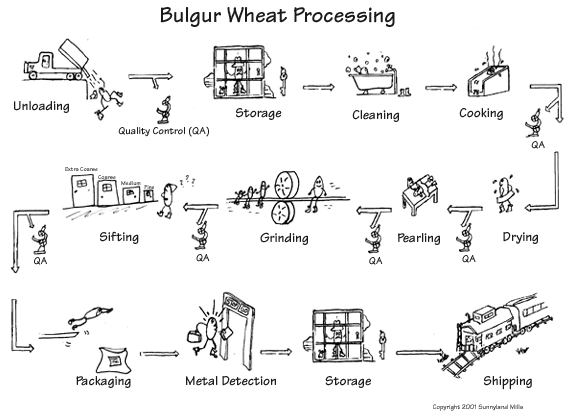 Bulgur Wheat Processing
Unloading
Quality Control (QA)
Storage
Cleaning
Cooking
QA
Extra Coarse
Coarse
Medium
Fine
? ? ?
Sifting
QA
Grinding
QA
Pearling
QA
Drying
QA
Packaging
Metal Detection
Storage
Shipping
Copyright 2001 Sunnyland Mills